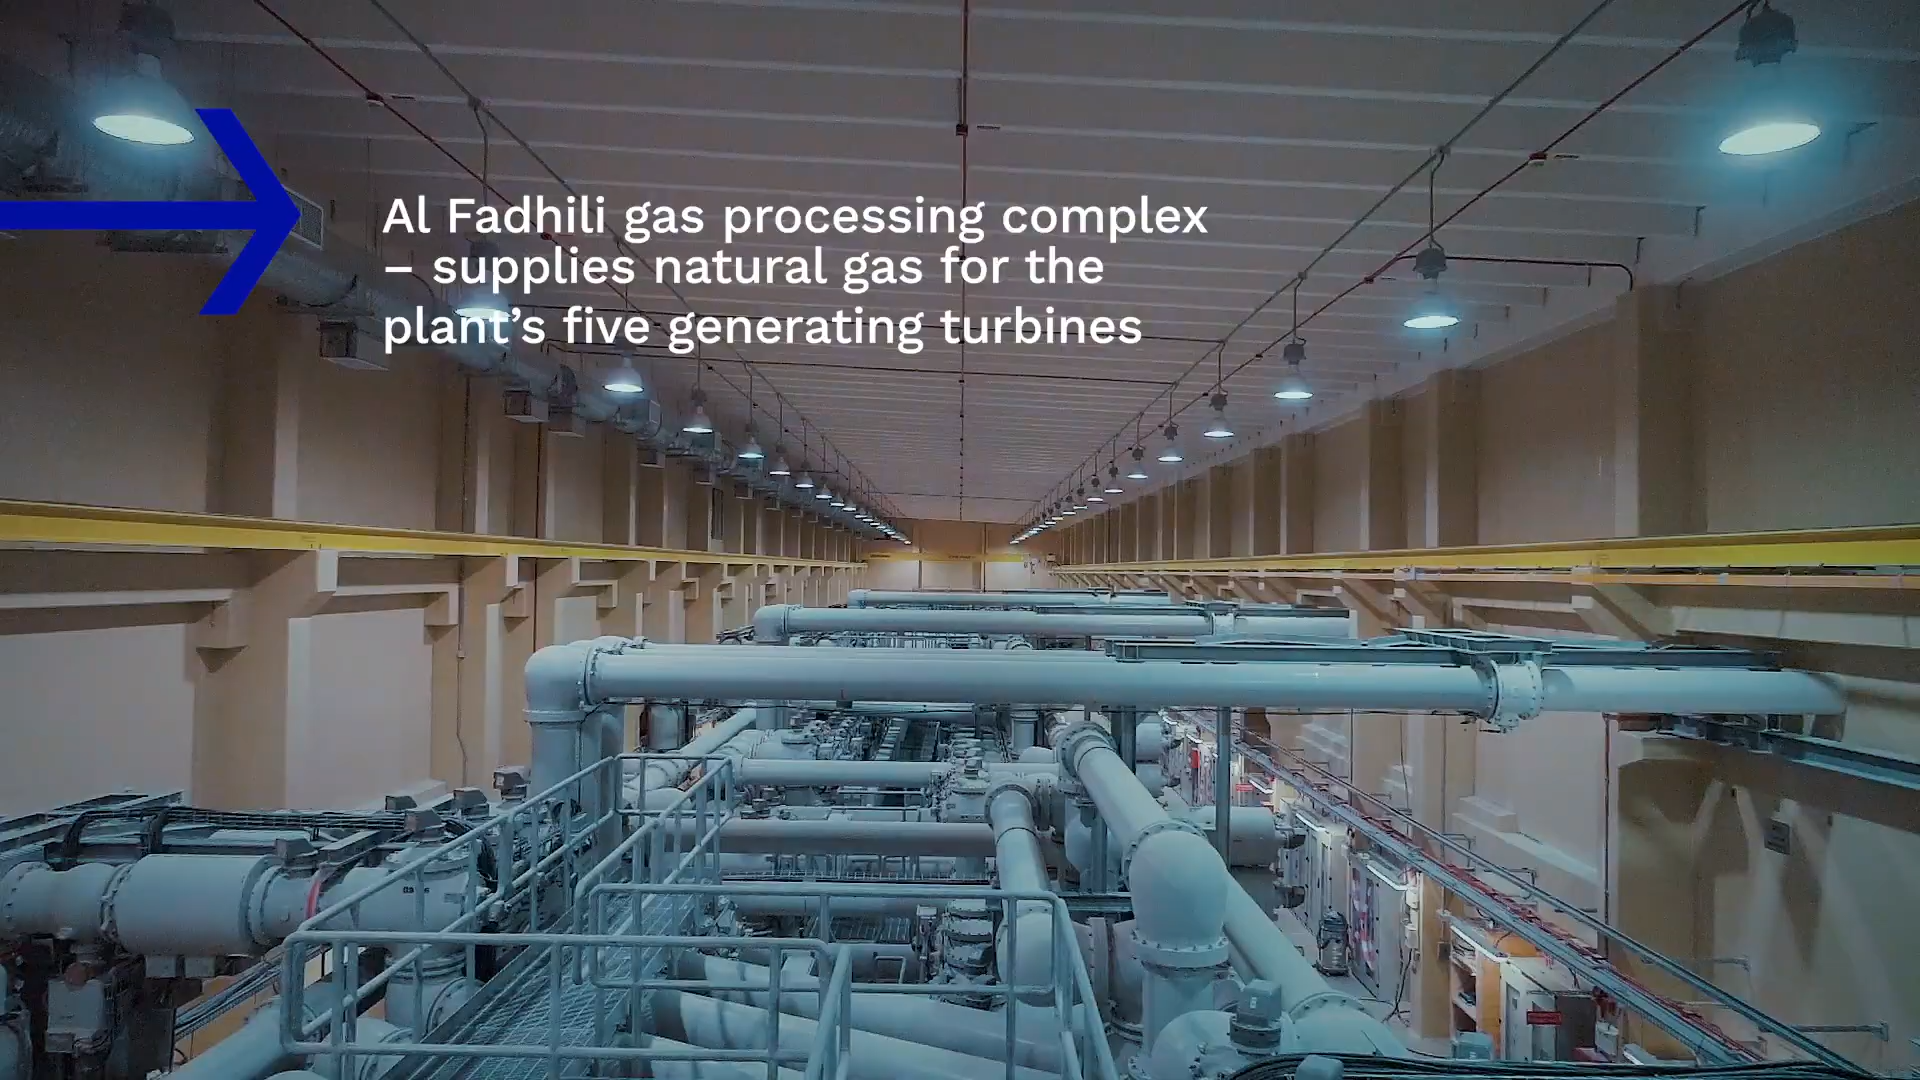 Al Fadhili gas processing complex
– supplies natural gas for the
plant’s five generating turbines